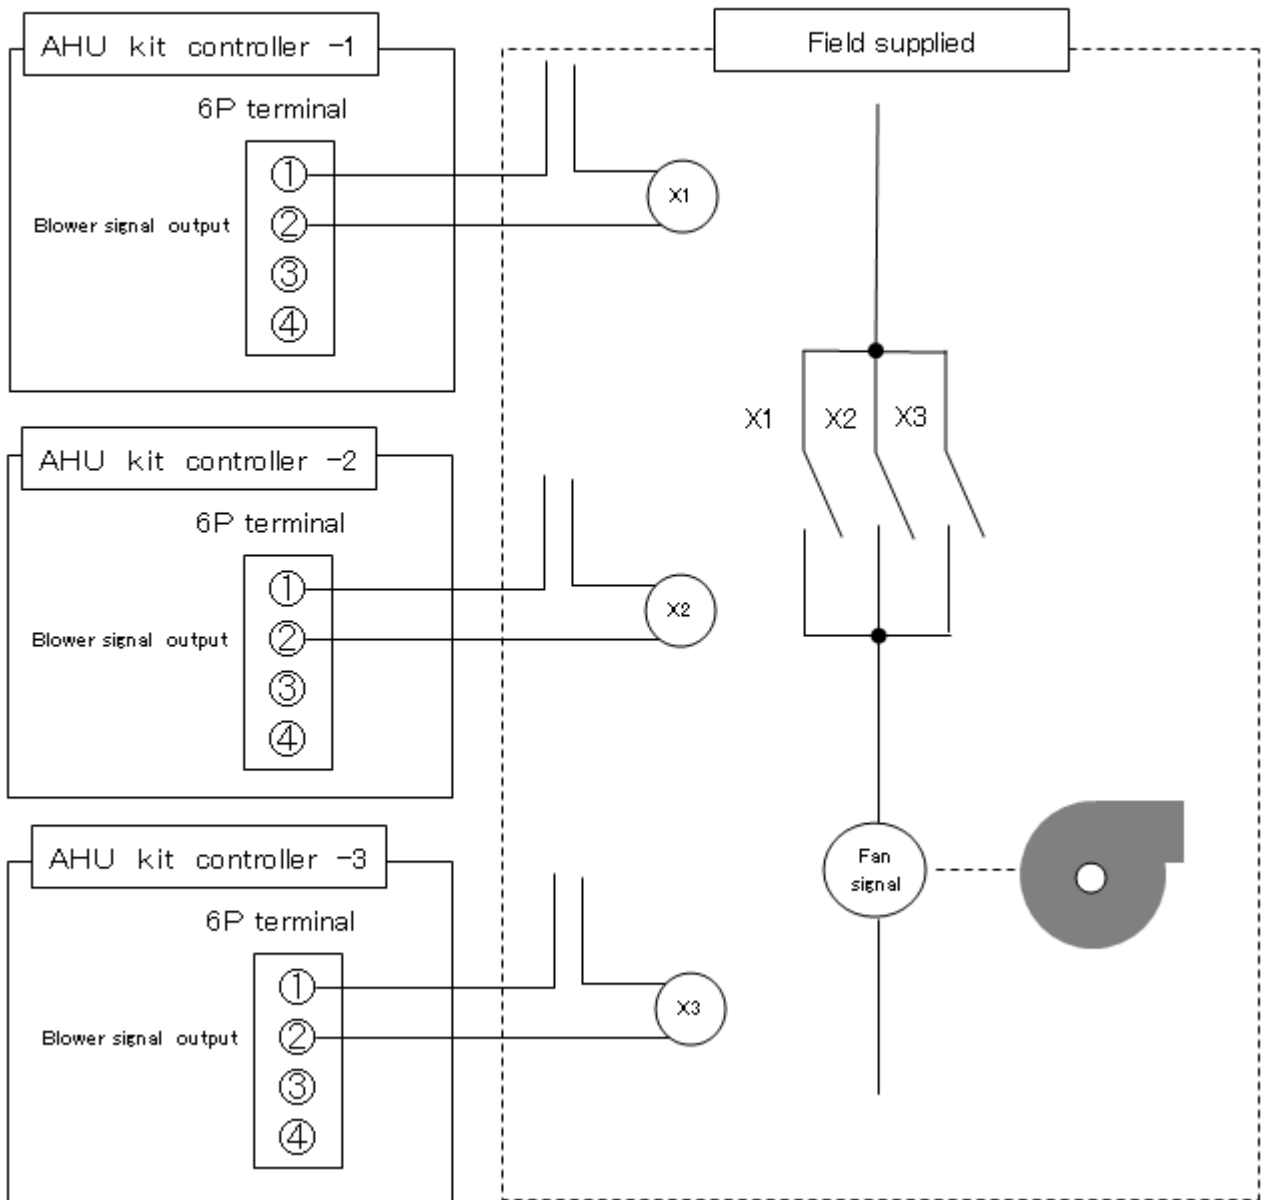 AHU kit controller -1
Field supplied
6P terminal
①
X1
Blower signal output
②
③
④
X1
X2
X3
AHU kit controller -2
6P terminal
①
X2
Blower signal output
②
③
④
AHU kit controller -3
Fan
signal
6P terminal
①
X3
Blower signal output
②
③
④